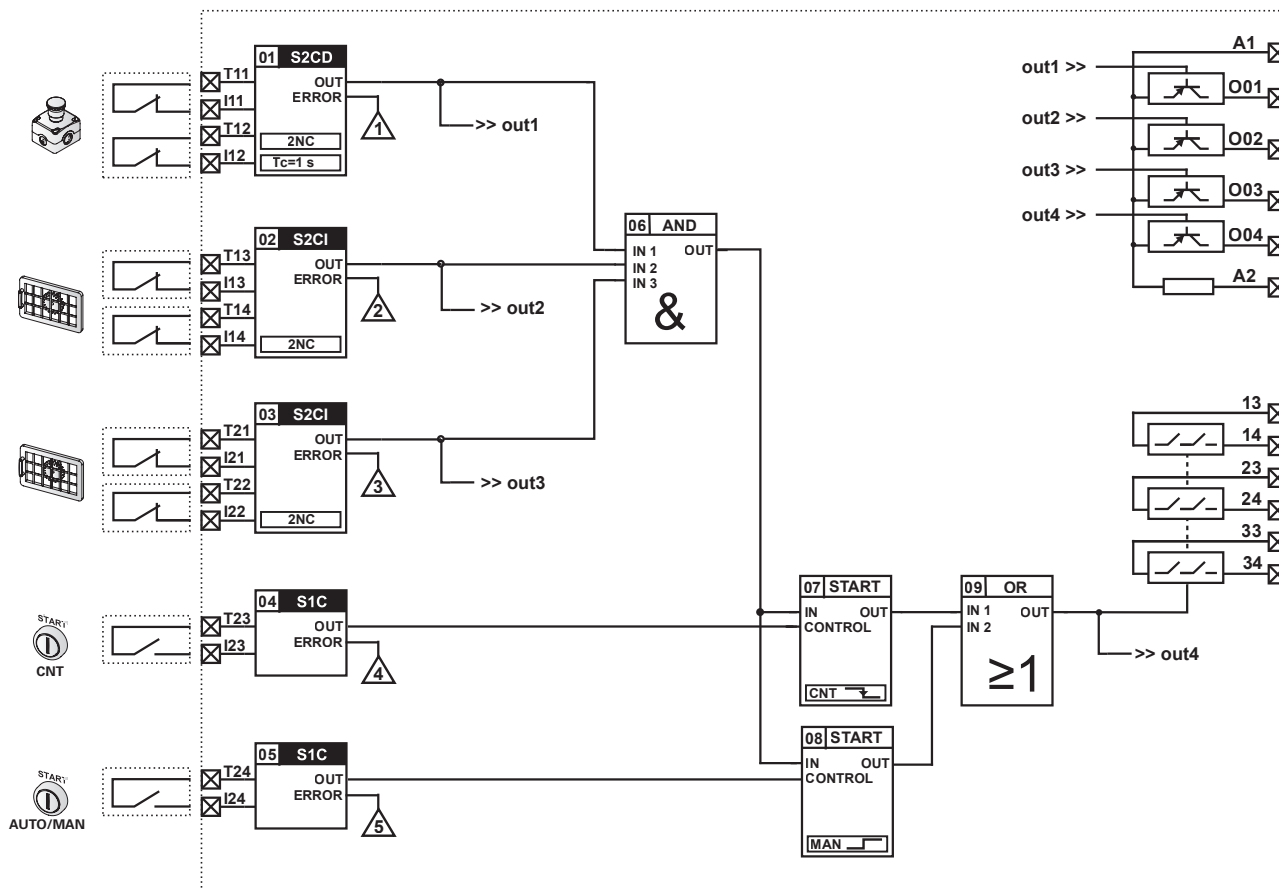 01 S2CD
T11
I11
T12
I12
OUT
ERROR
1
2NC
Tc=1 s
>> out1
02 S2CI
T13
I13
T14
I14
OUT
ERROR
2
2NC
>> out2
03 S2CI
T21
I21
T22
I22
OUT
ERROR
3
2NC
>> out3
START
CNT
04 S1C
T23
I23
OUT
ERROR
4
START
AUTO/MAN
05 S1C
T24
I24
OUT
ERROR
5
06 AND
IN 1 OUT
IN 2
IN 3
&
07 START
IN OUT
CONTROL
CNT
08 START
IN OUT
CONTROL
MAN
09 OR
IN 1 OUT
IN 2
≥1
>> out4
A1
out1 >>
O01
out2 >>
O02
out3 >>
O03
out4 >>
O04
A2
13
14
23
24
33
34